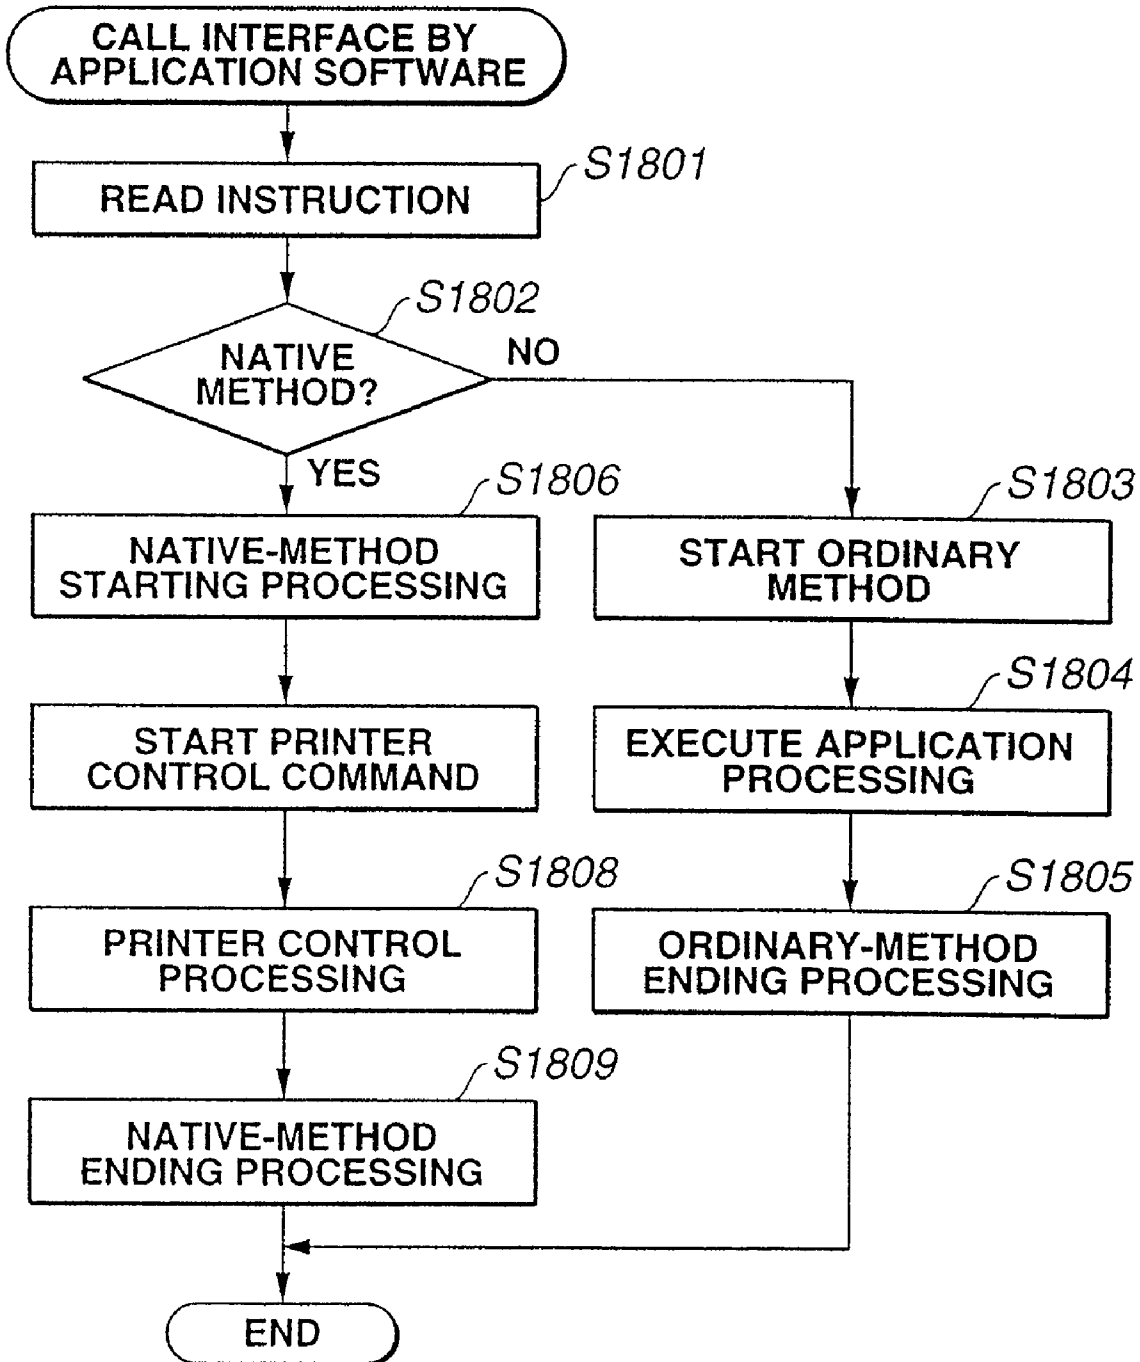 CALL INTERFACE BY
APPLICATION SOFTWARE
S1801
READ INSTRUCTION
S1802
NATIVE
METHOD?
NO
YES
S1806
NATIVE-METHOD
STARTING PROCESSING
S1803
START ORDINARY
METHOD
START PRINTER
CONTROL COMMAND
S1804
EXECUTE APPLICATION
PROCESSING
S1808
PRINTER CONTROL
PROCESSING
S1805
ORDINARY-METHOD
ENDING PROCESSING
S1809
NATIVE-METHOD
ENDING PROCESSING
END